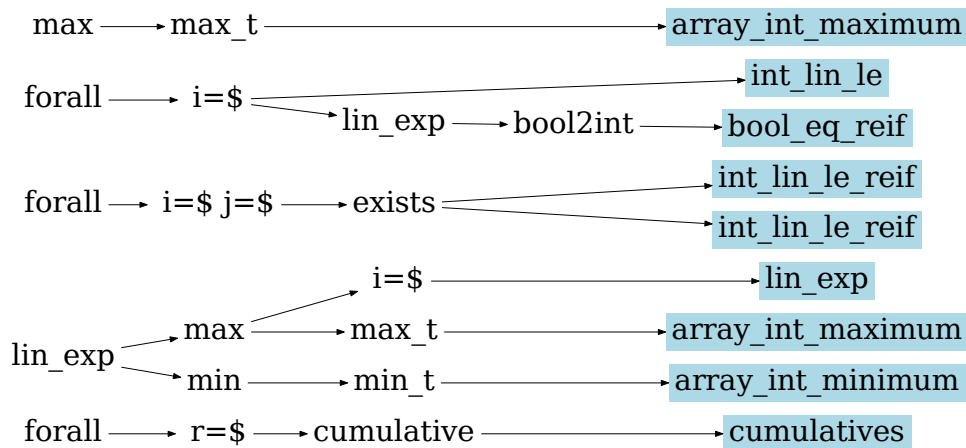 max max_t array_int_maximum
int_lin_le
forall i=$
lin_exp bool2int bool_eq_reif
int_lin_le_reif
forall i=$ j=$ exists
int_lin_le_reif
i=$ lin_exp
max max_t array_int_maximum
lin_exp
min min_t array_int_minimum
forall r=$ cumulative cumulatives